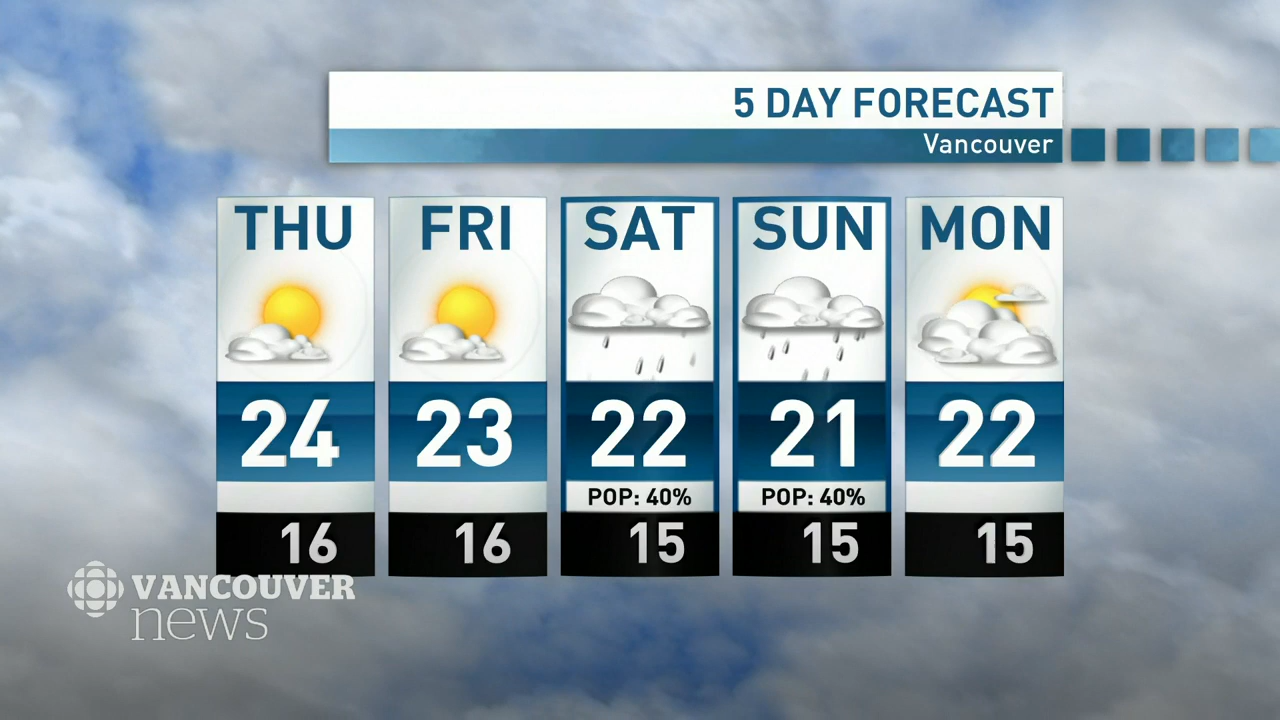 5 DAY FORECAST
Vancouver
THU FRI SAT SUN MON
24 23 22 21 22
POP: 40% POP: 40%
16 16 15 15 15
VANCOUVER
news